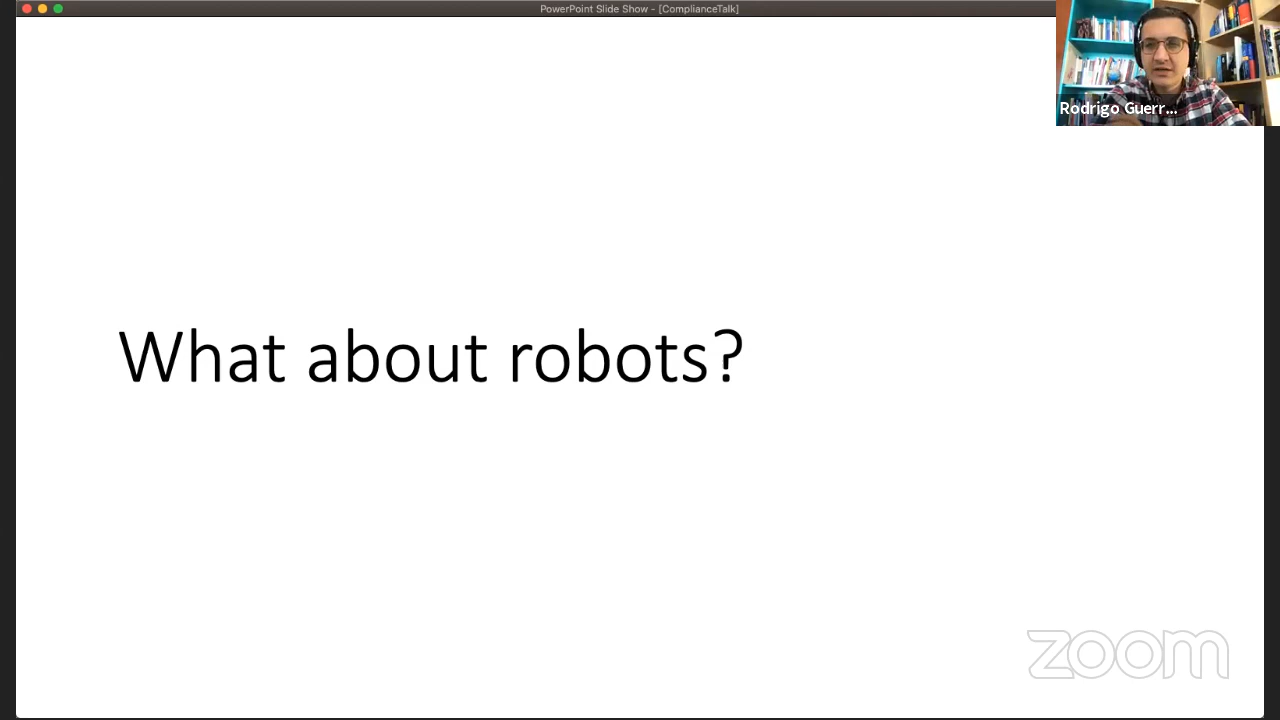 PowerPoint Slide Show - [ComplianceTalk]
Rodrigo Guerr...
What about robots?
zoom